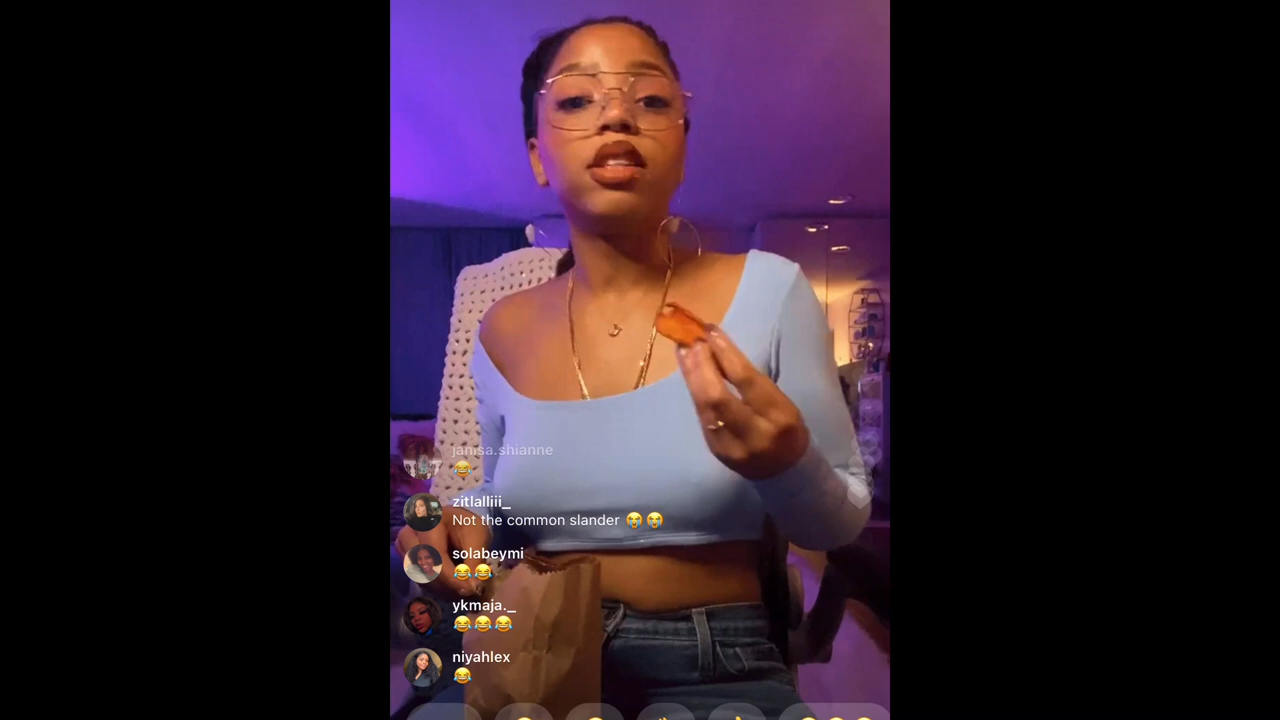 janisa.shianne
😂
zitlalliii_
Not the common slander 😭😭
solabeymi
😂😂
ykmaja._
😂😂😂
niyahlex
😂